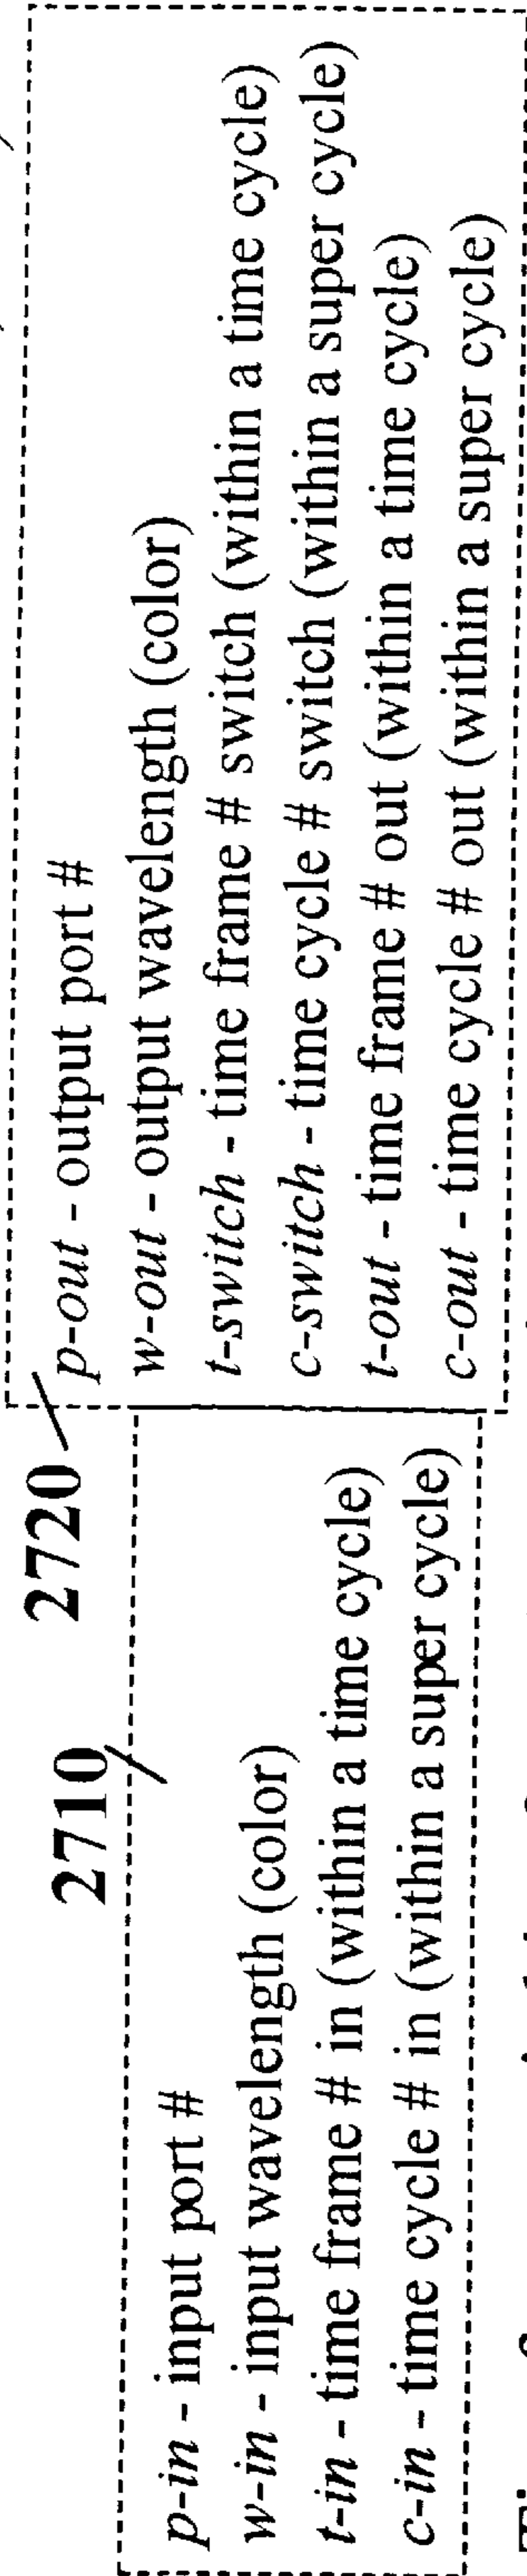 2710
2720
p-in - input port #
w-in - input wavelength (color)
t-in - time frame # in (within a time cycle)
c-in - time cycle # in (within a super cycle)
p-out - output port #
w-out - output wavelength (color)
t-switch - time frame # switch (within a time cycle)
c-switch - time cycle # switch (within a super cycle)
t-out - time frame # out (within a time cycle)
c-out - time cycle # out (within a super cycle)